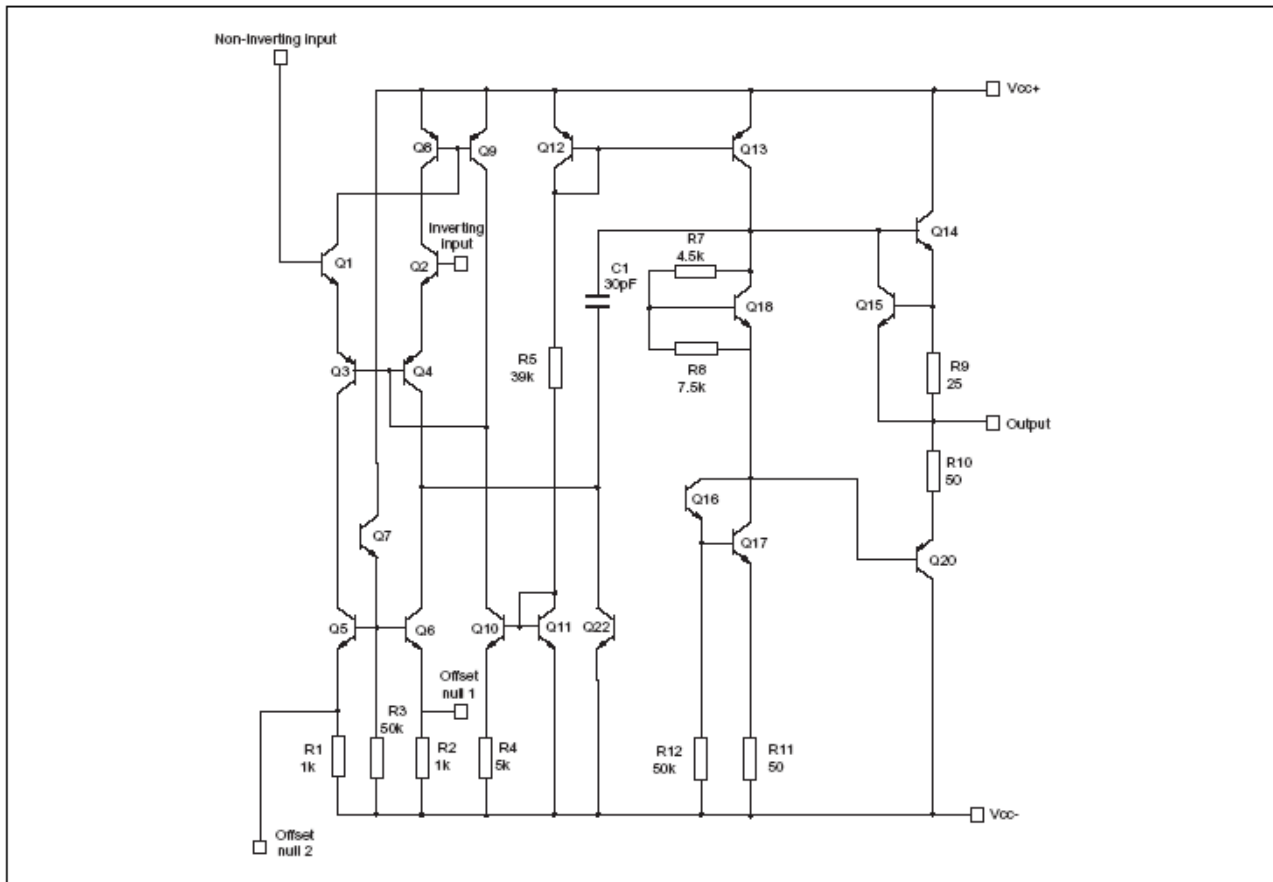 Non-inverting input
Vcc+
Q8
Q9
Q12
Q13
Q14
Inverting
input
Q1
Q2
R7
4.5k
C1
30pF
Q18
Q15
R5
39k
R8
7.5k
R9
25
Q3
Q4
Output
R10
50
Q16
Q7
Q17
Q20
Q5
Q6
Q10
Q11
Q22
Offset
null 1
R3
50k
R1
1k
R2
1k
R4
5k
R12
50k
R11
50
Vcc-
Offset
null 2